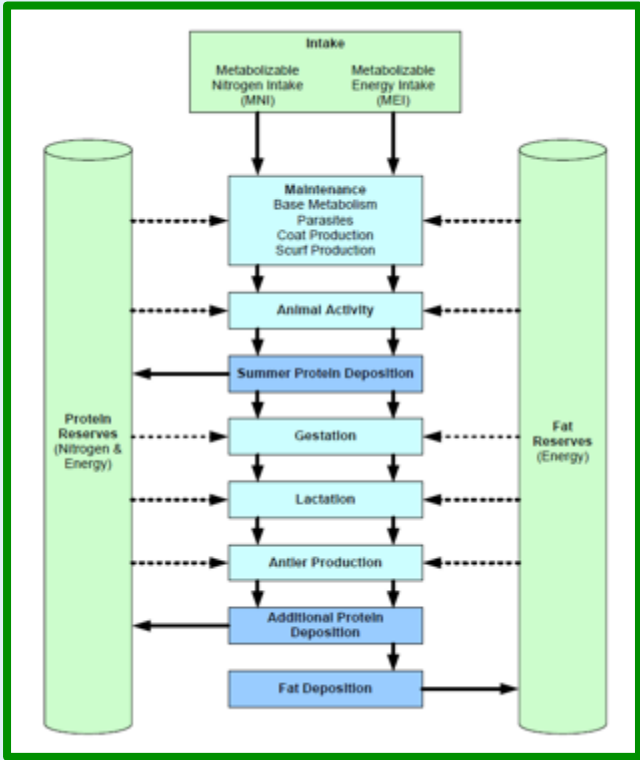 Intake
Metabolizable
Nitrogen Intake
(MNI)
Metabolizable
Energy Intake
(MEI)
Maintenance
Base Metabolism
Parasites
Coat Production
Scurf Production
Animal Activity
Summer Protein Deposition
Protein
Reserves
(Nitrogen &
Energy)
Gestation
Fat
Reserves
(Energy)
Lactation
Antler Production
Additional Protein
Deposition
Fat Deposition